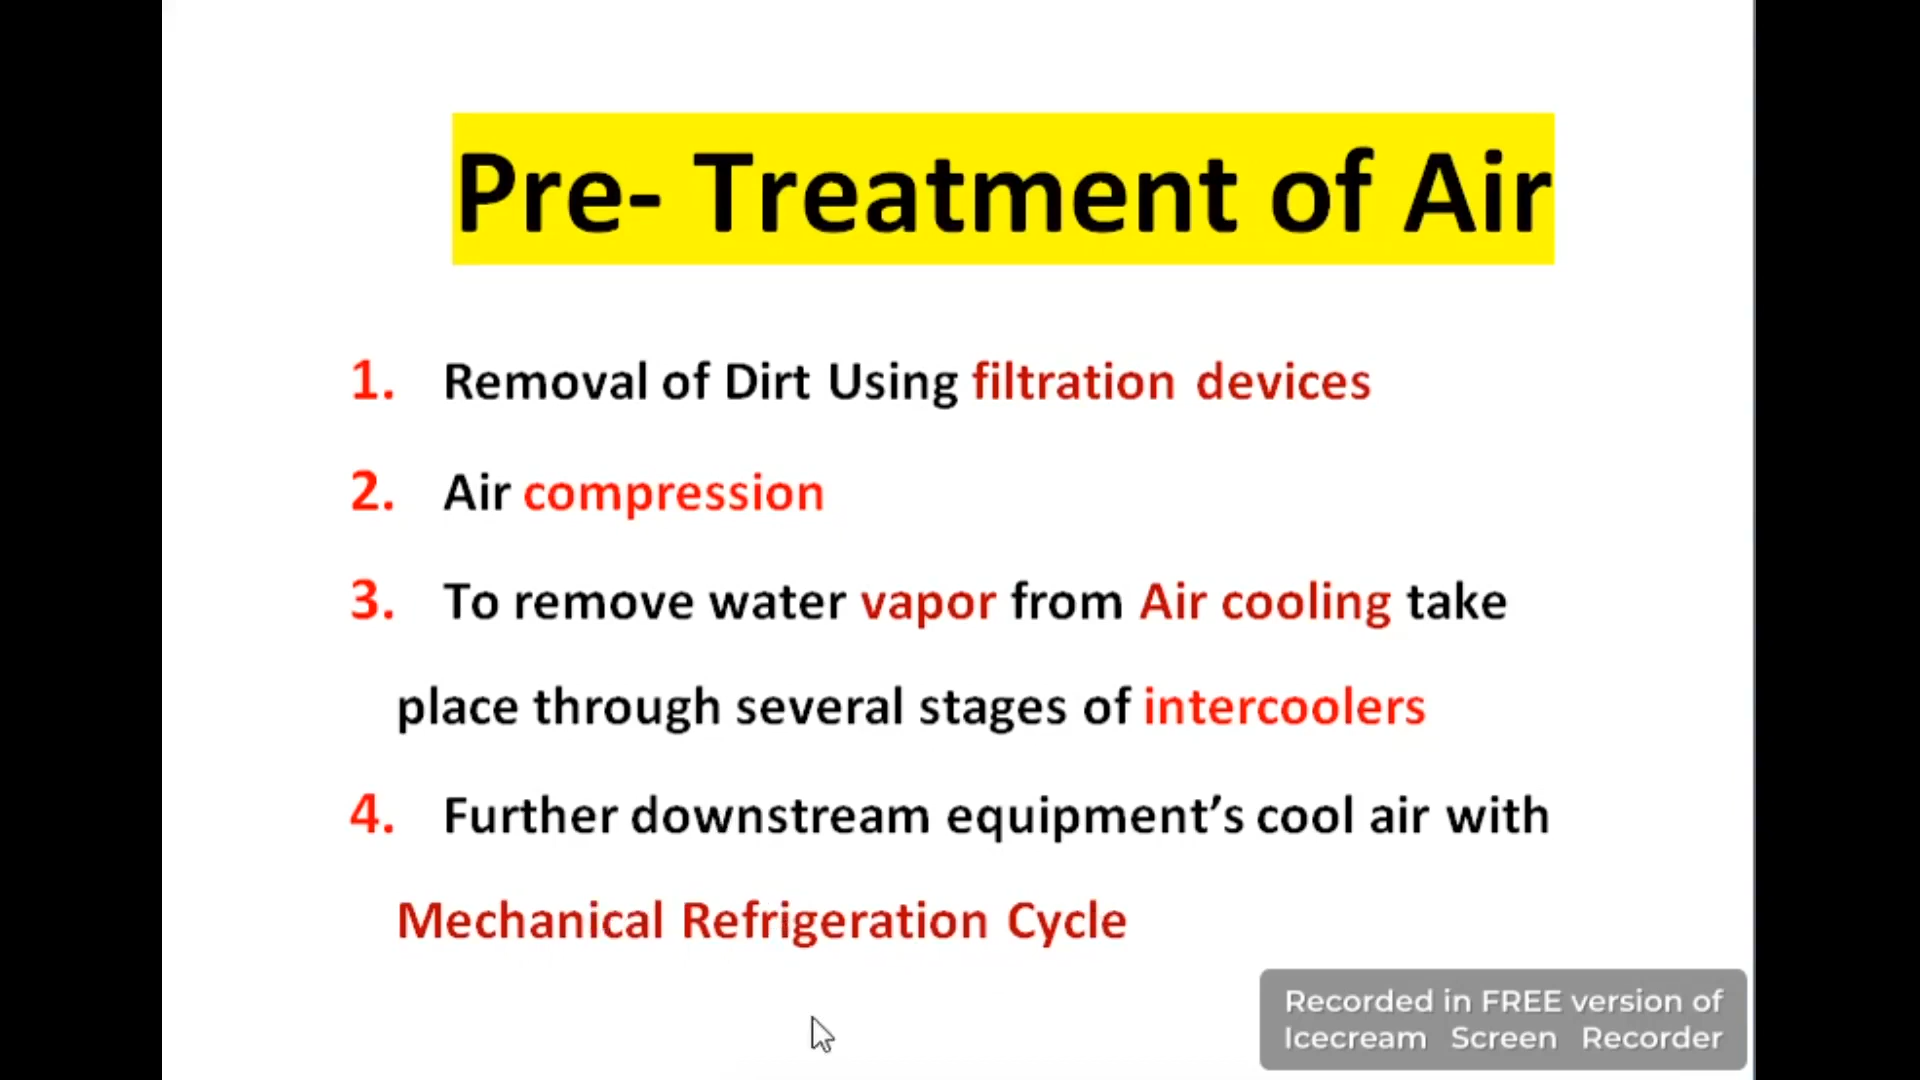 Pre- Treatment of Air
1. Removal of Dirt Using filtration devices
2. Air compression
3. To remove water vapor from Air cooling take
place through several stages of intercoolers
4. Further downstream equipment’s cool air with
Mechanical Refrigeration Cycle
Recorded in FREE version of
Icecream Screen Recorder